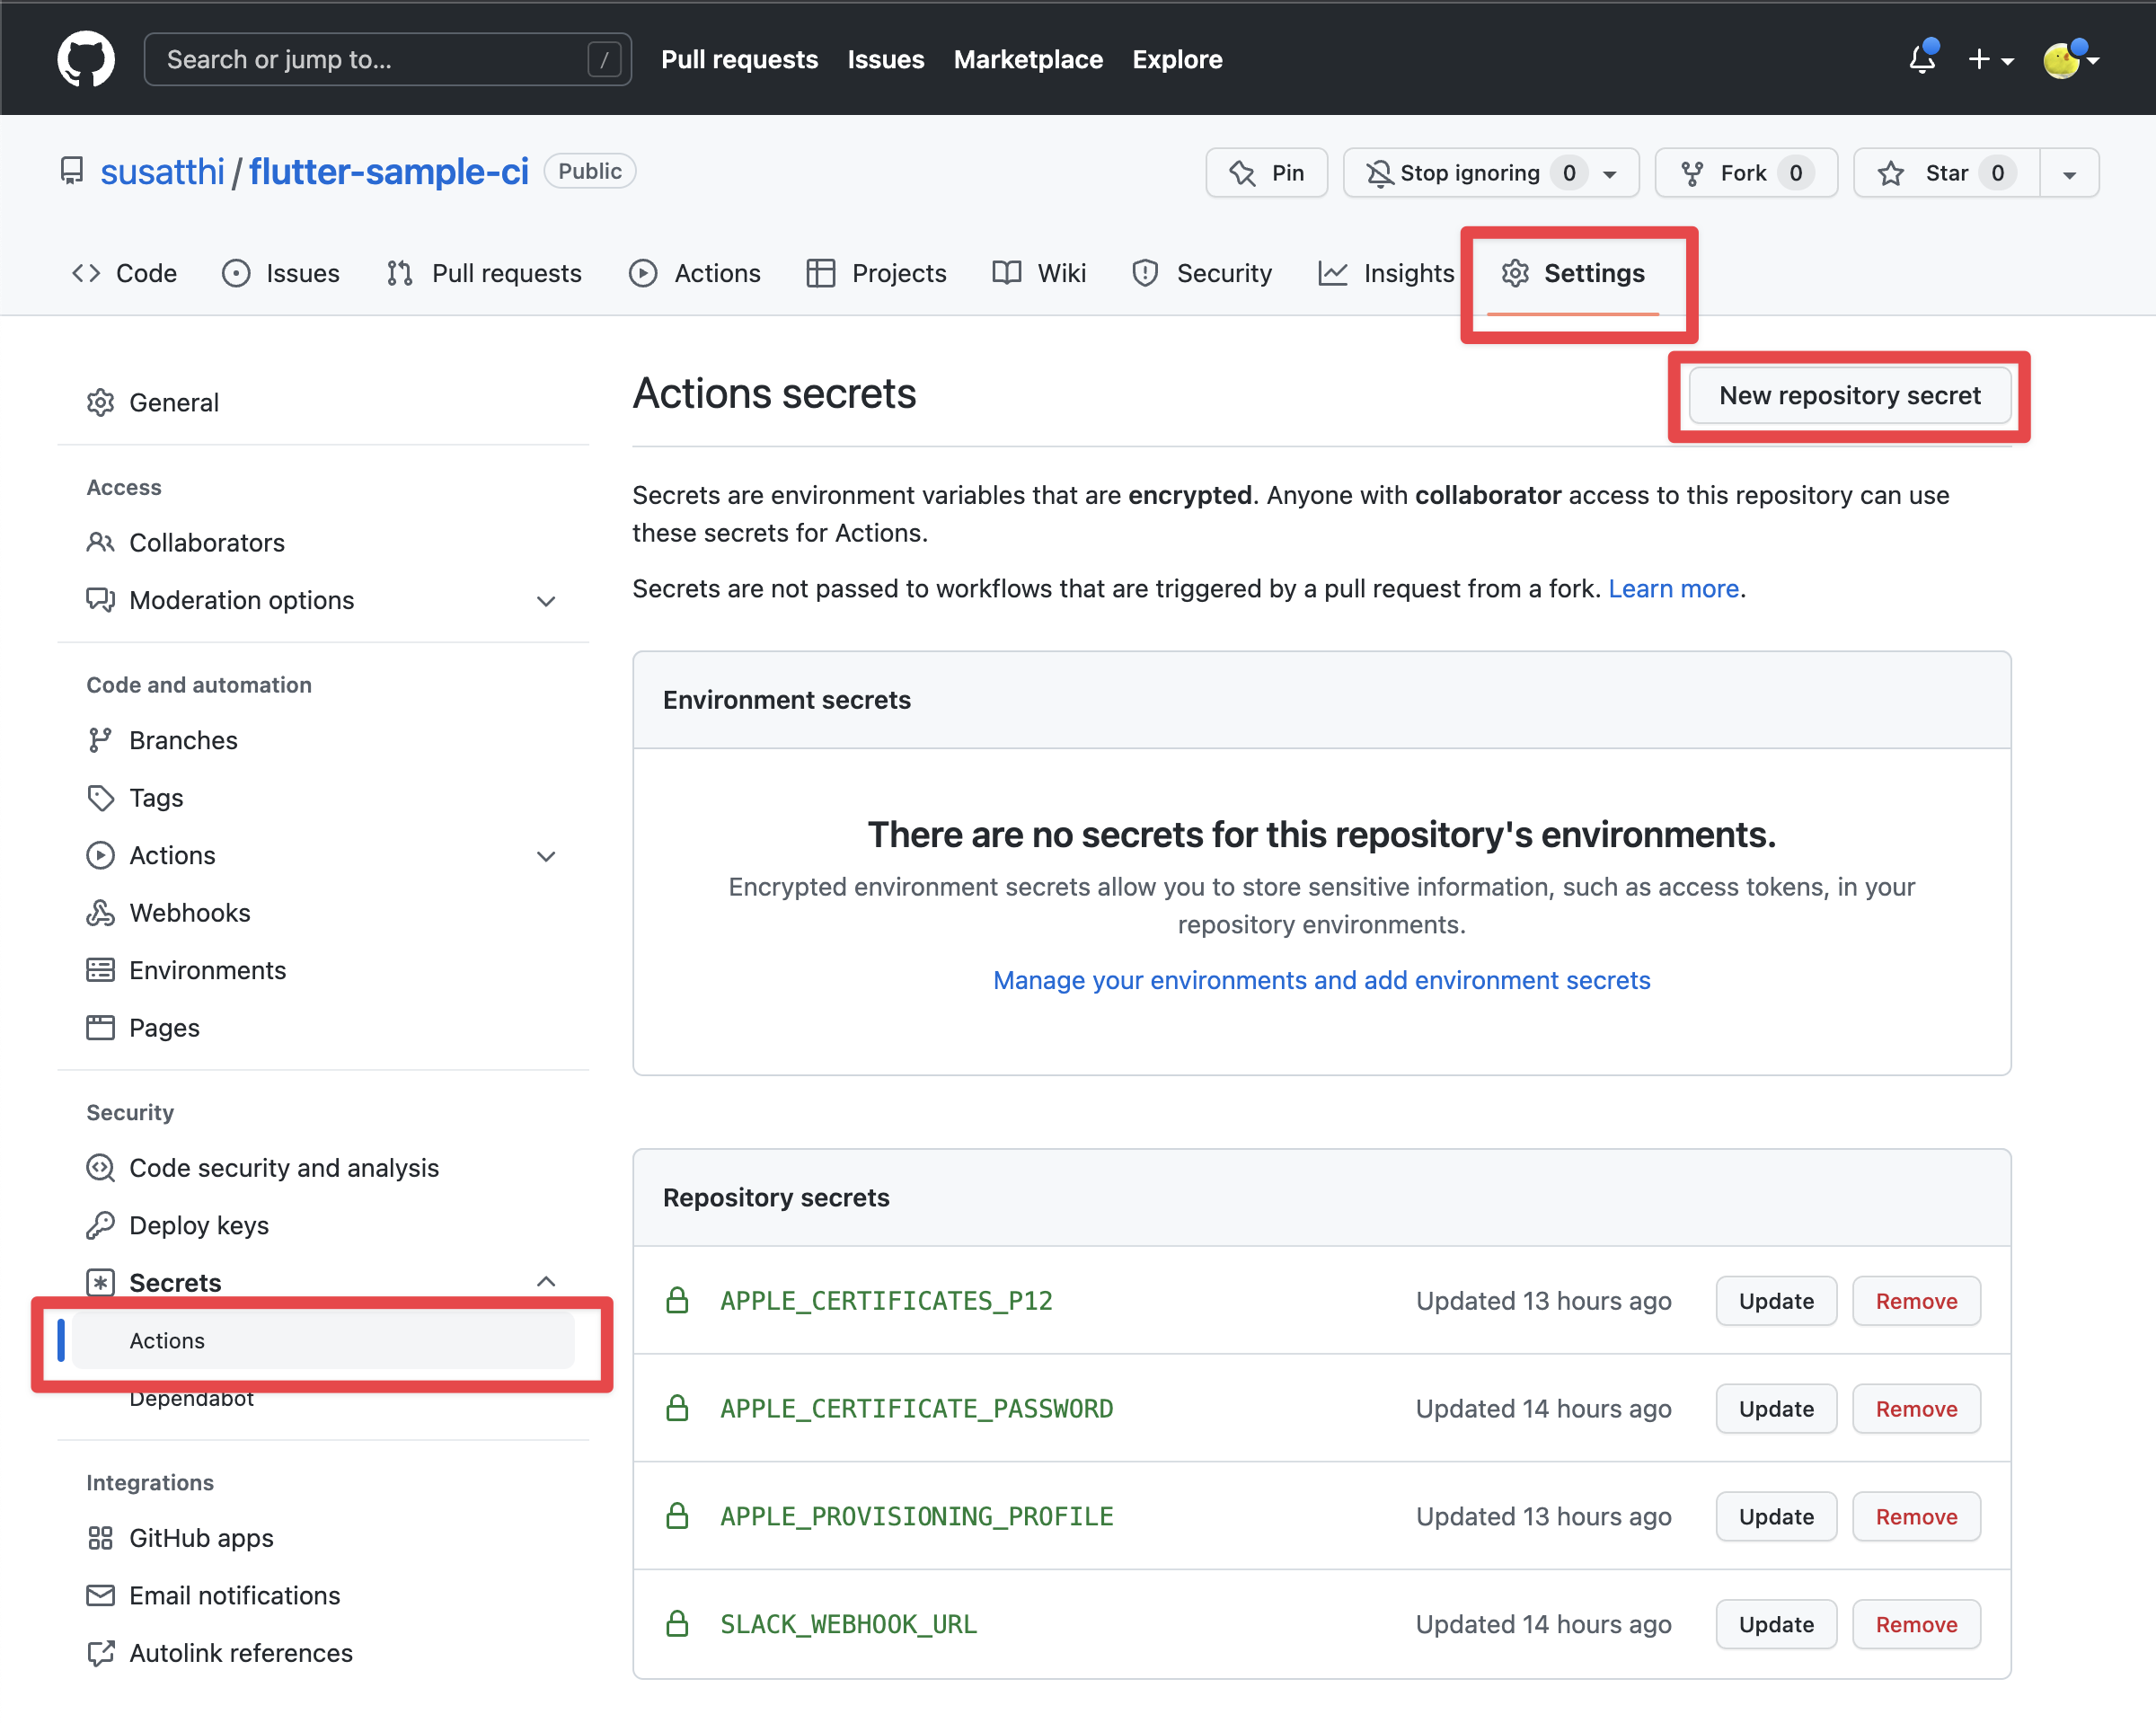 Search or jump to... /
Pull requests Issues Marketplace Explore
susatthi / flutter-sample-ci Public
Pin Stop ignoring 0 Fork 0 Star 0
Code Issues Pull requests Actions Projects Wiki Security Insights Settings
General
Access
Collaborators
Moderation options
Code and automation
Branches
Tags
Actions
Webhooks
Environments
Pages
Security
Code security and analysis
Deploy keys
Secrets
Actions
Dependabot
Integrations
GitHub apps
Email notifications
Autolink references
Actions secrets
New repository secret
Secrets are environment variables that are encrypted. Anyone with collaborator access to this repository can use
these secrets for Actions.
Secrets are not passed to workflows that are triggered by a pull request from a fork. Learn more.
Environment secrets
There are no secrets for this repository's environments.
Encrypted environment secrets allow you to store sensitive information, such as access tokens, in your
repository environments.
Manage your environments and add environment secrets
Repository secrets
APPLE_CERTIFICATES_P12 Updated 13 hours ago Update Remove
APPLE_CERTIFICATE_PASSWORD Updated 14 hours ago Update Remove
APPLE_PROVISIONING_PROFILE Updated 13 hours ago Update Remove
SLACK_WEBHOOK_URL Updated 14 hours ago Update Remove